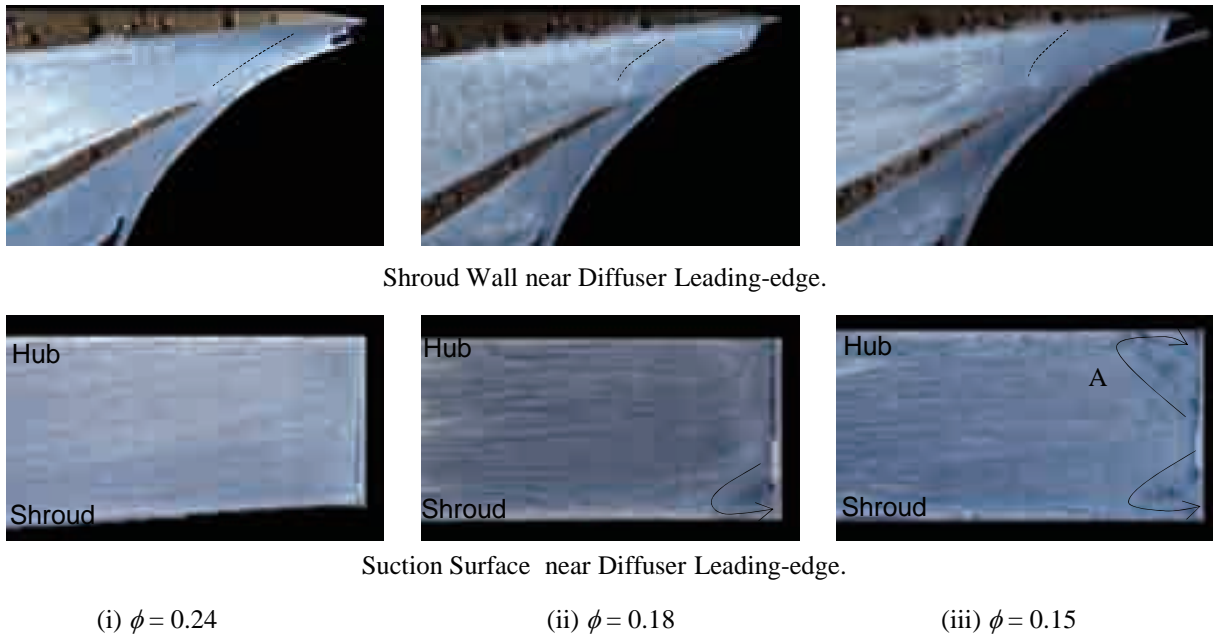 Shroud Wall near Diffuser Leading-edge.
Hub
Shroud
Hub
Shroud
Hub
A
Shroud
Suction Surface near Diffuser Leading-edge.
(i) ϕ = 0.24
(ii) ϕ = 0.18
(iii) ϕ = 0.15